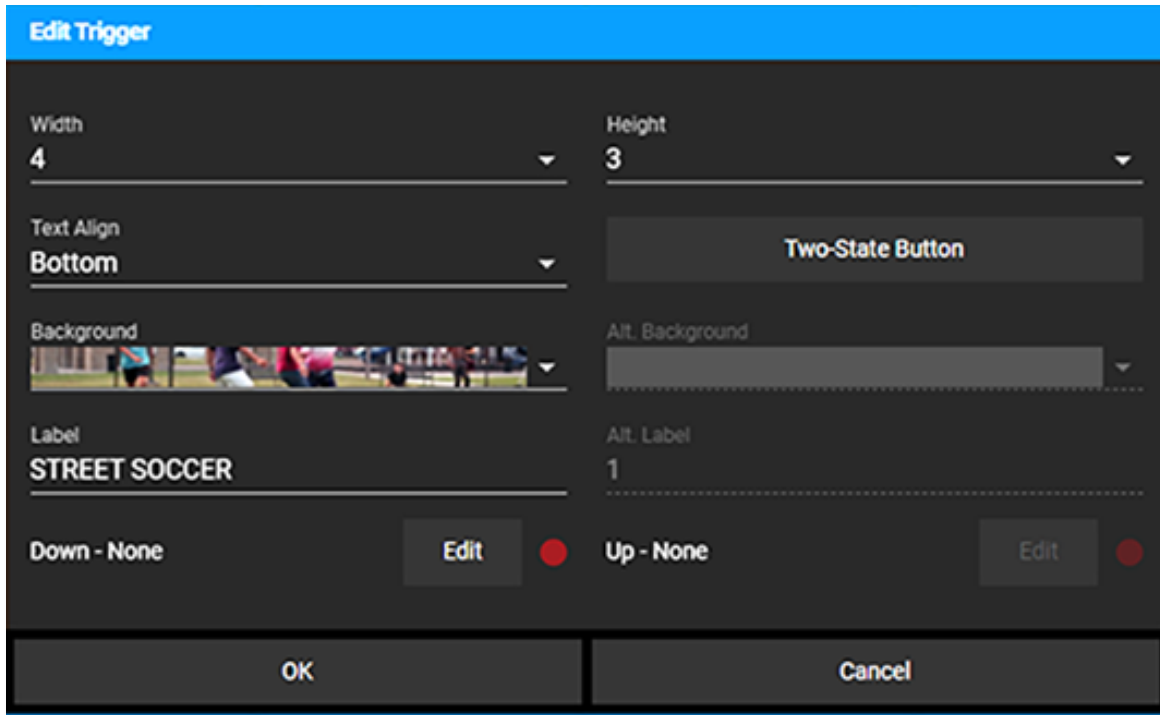 Edit Trigger
Width
Height
4
3
Text Align
Bottom
Two-State Button
Background
Alt. Background
Label
Alt. Label
STREET SOCCER
1
Down - None
Edit
Up - None
Edit
OK
Cancel